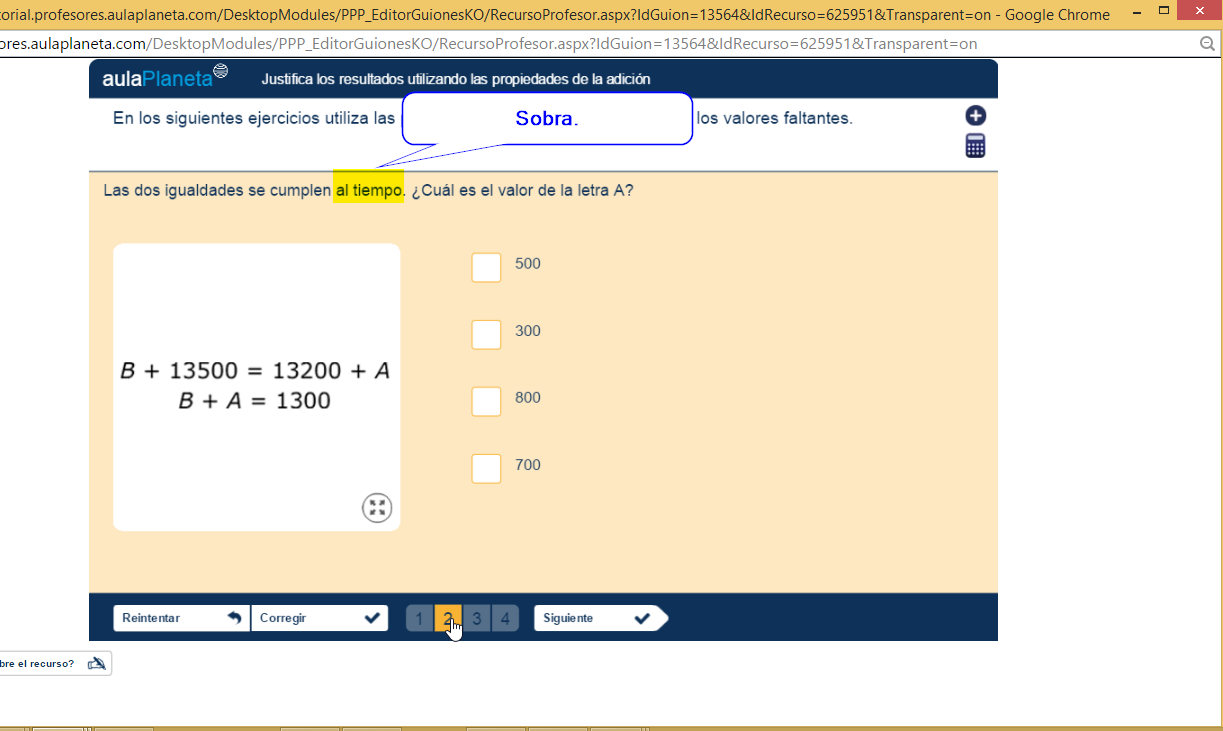 torial.profesores.aulaplaneta.com/DesktopModules/PPP_EditorGuionesKO/RecursoProfesor.aspx?IdGuion=13564&IdRecurso=625951&Transparent=on - Google Chrome
ores.aulaplaneta.com/DesktopModules/PPP_EditorGuionesKO/RecursoProfesor.aspx?IdGuion=13564&IdRecurso=625951&Transparent=on
aulaPlaneta Justifica los resultados utilizando las propiedades de la adición
En los siguientes ejercicios utiliza las los valores faltantes.
Sobra.
Las dos igualdades se cumplen al tiempo. ¿Cuál es el valor de la letra A?
B + 13500 = 13200 + A
B + A = 1300
500
300
800
700
Reintentar Corregir 1 2 3 4 Siguiente
bre el recurso?